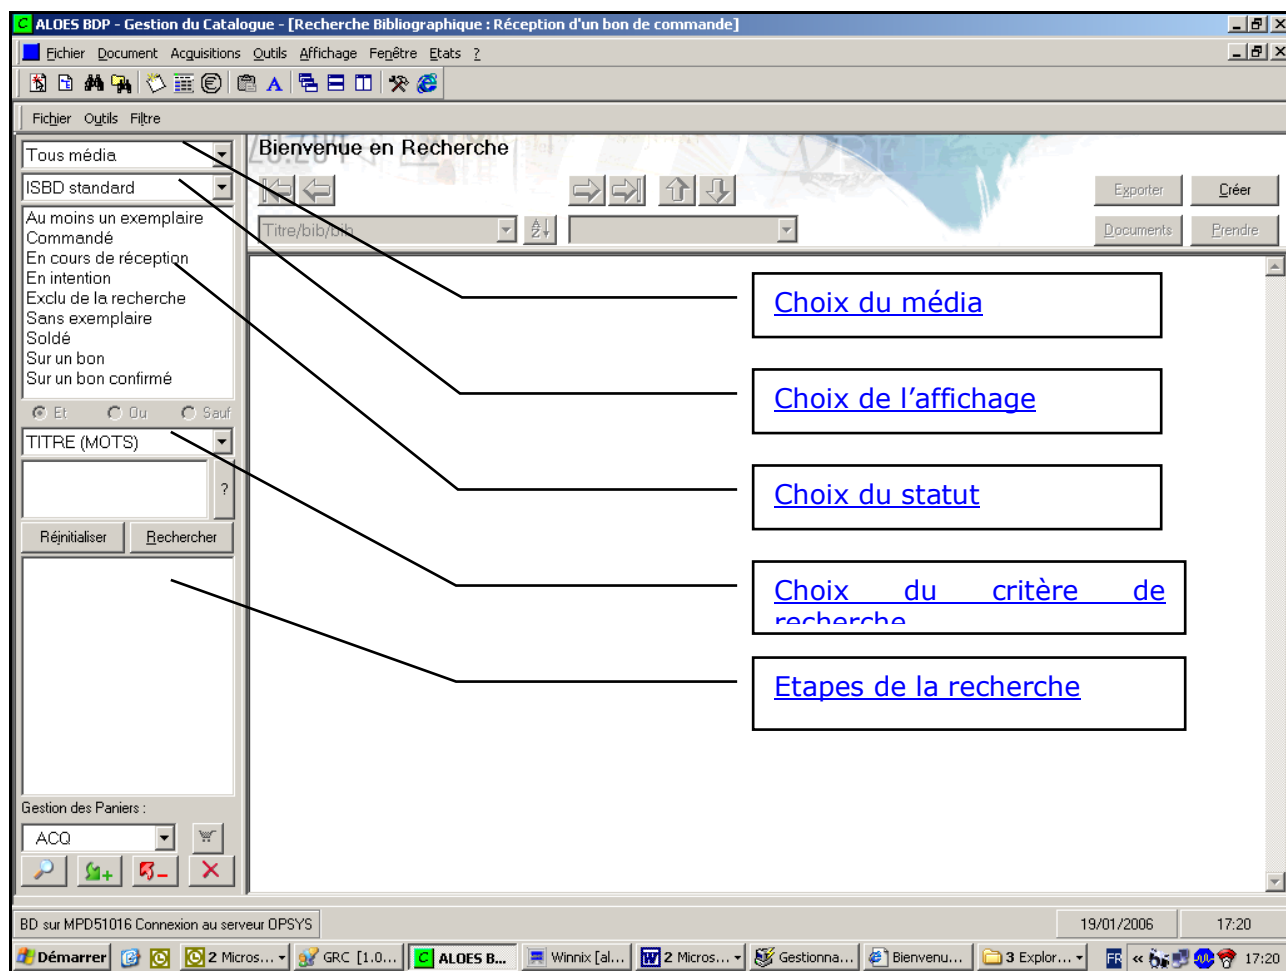 ALOES BDP - Gestion du Catalogue - [Recherche Bibliographique : Réception d'un bon de commande]
Fichier Document Acquisitions Outils Affichage Fenêtre Etats ?
Fichier Outils Filtre
Tous média
Bienvenue en Recherche
ISBD standard
Exporter Créer
Titre/bib/bib
Documents Prendre
Au moins un exemplaire
Commandé
En cours de réception
En intention
Exclu de la recherche
Sans exemplaire
Soldé
Sur un bon
Sur un bon confirmé
Et Ou Sauf
TITRE (MOTS)
?
Réinitialiser Rechercher
Choix du média
Choix de l’affichage
Choix du statut
Choix du critère de
recherche
Etapes de la recherche
Gestion des Paniers :
ACQ
BD sur MPD51016 Connexion au serveur OPSYS
19/01/2006 17:20
Démarrer 2 Micros... GRC [1.0... ALOES B... Winnix [al... 2 Micros... Gestionna... Bienvenu... 3 Explor... FR « 17:20